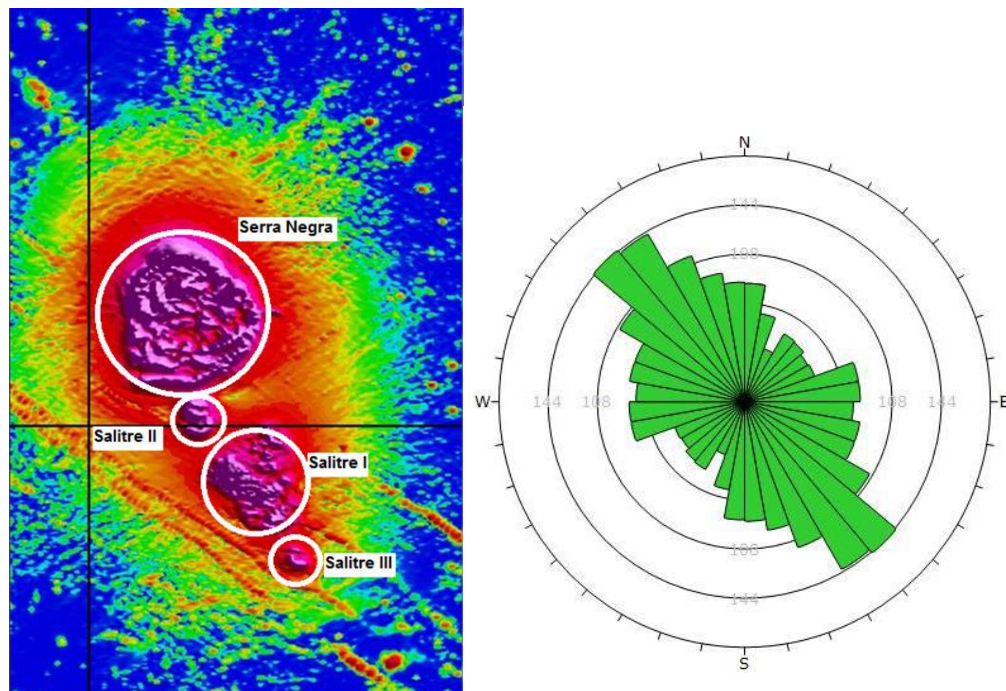 Serra Negra
Salitre II
Salitre I
Salitre III
N
144
108
W 144 108 108 144 E
108
144
S